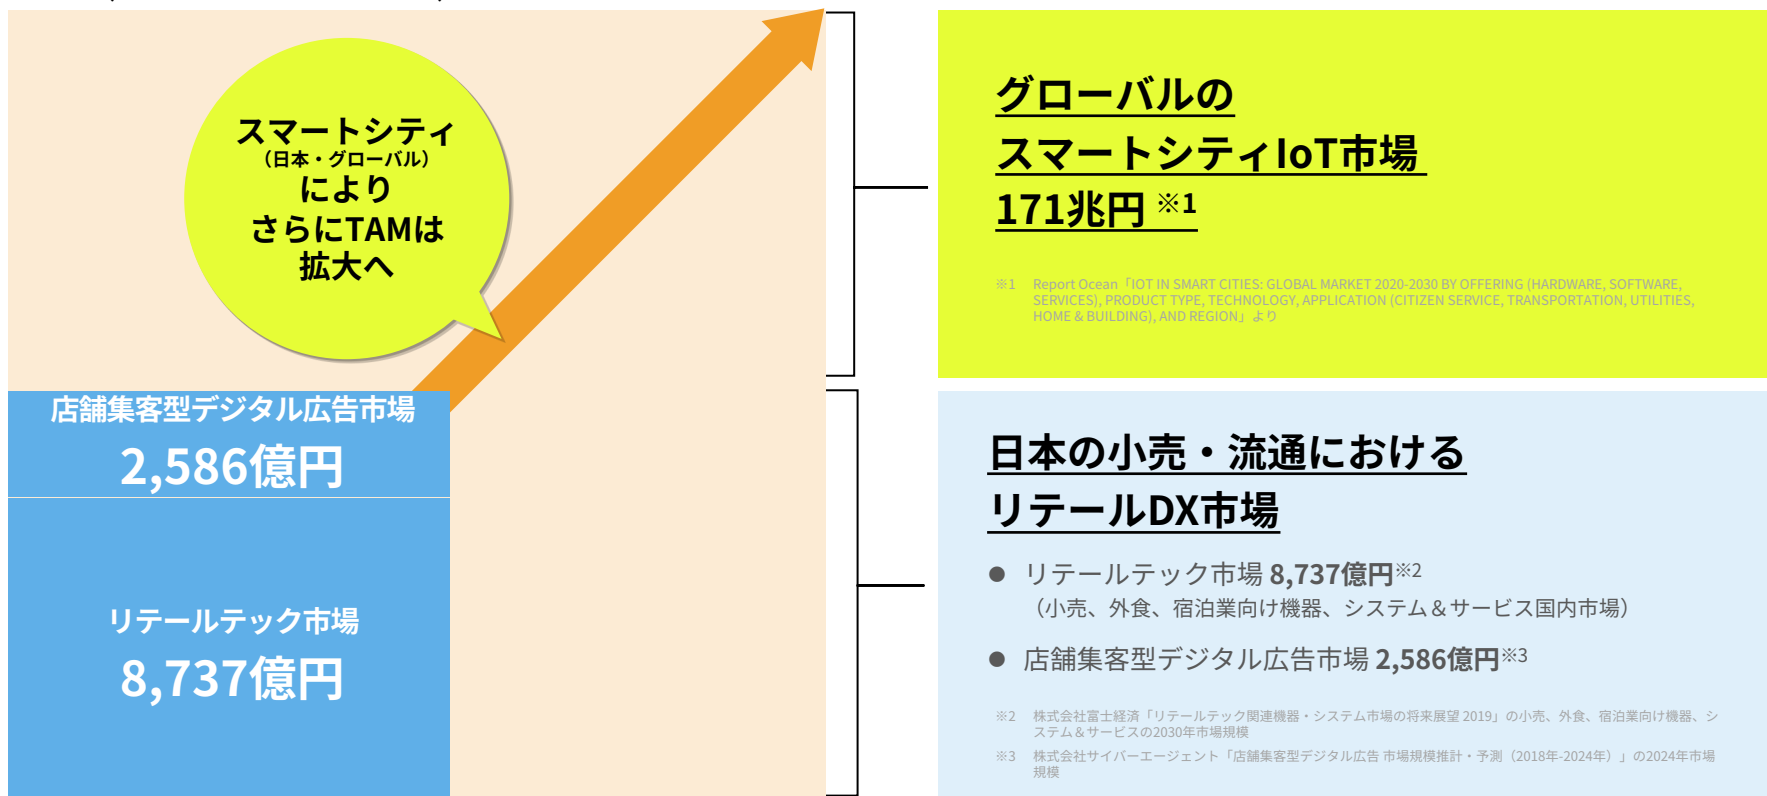 スマートシティ
（日本・グローバル）
により
さらにTAMは
拡大へ
店舗集客型デジタル広告市場
2,586億円
リテールテック市場
8,737億円
グローバルの
スマートシティIoT市場
171兆円 ※1
※1 Report Ocean「IOT IN SMART CITIES: GLOBAL MARKET 2020-2030 BY OFFERING (HARDWARE, SOFTWARE,
SERVICES), PRODUCT TYPE, TECHNOLOGY, APPLICATION (CITIZEN SERVICE, TRANSPORTATION, UTILITIES,
HOME & BUILDING), AND REGION」より
日本の小売・流通における
リテールDX市場
● リテールテック市場 8,737億円※2
（小売、外食、宿泊業向け機器、システム＆サービス国内市場）
● 店舗集客型デジタル広告市場 2,586億円※3
※2 株式会社富士経済「リテールテック関連機器・システム市場の将来展望 2019」の小売、外食、宿泊業向け機器、シ
ステム＆サービスの2030年市場規模
※3 株式会社サイバーエージェント「店舗集客型デジタル広告 市場規模推計・予測（2018年-2024年）」の2024年市場
規模